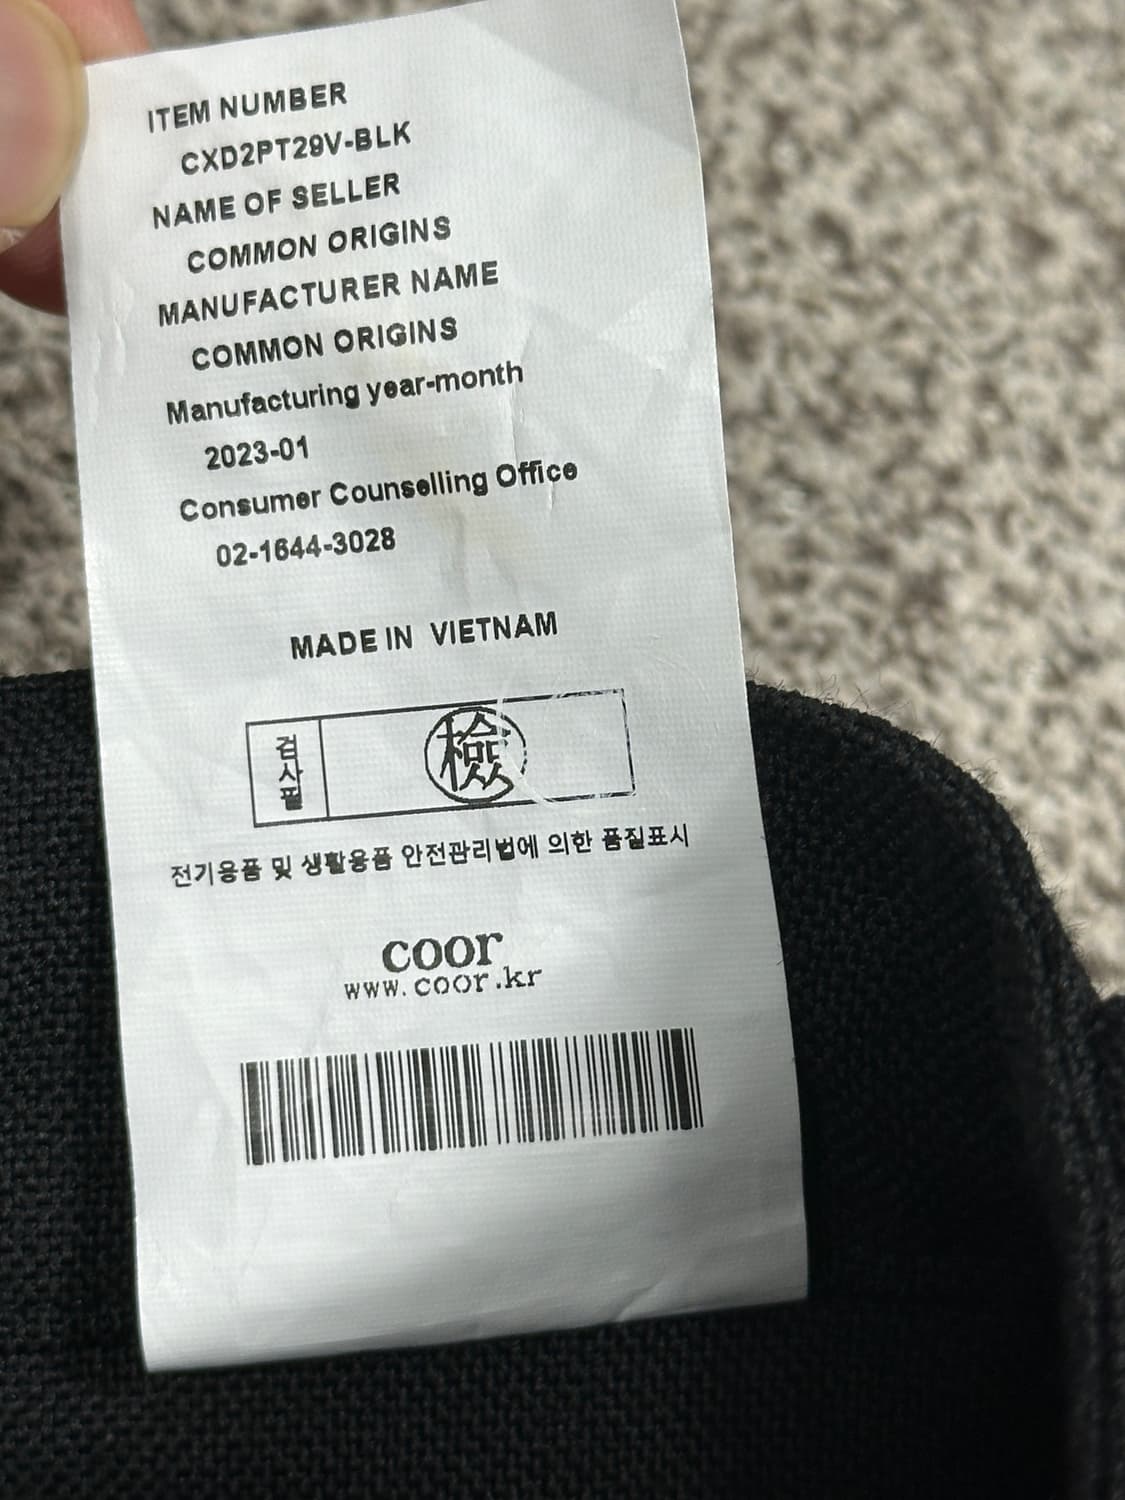 ITEM NUMBER
CXD2PT29V-BLK
NAME OF SELLER
COMMON ORIGINS
MANUFACTURER NAME
COMMON ORIGINS
Manufacturing year-month
2023-01
Consumer Counselling Office
02-1644-3028
MADE IN VIETNAM
검사필
檢
전기용품 및 생활용품 안전관리법에 의한 품질표시
coor
www.coor.kr